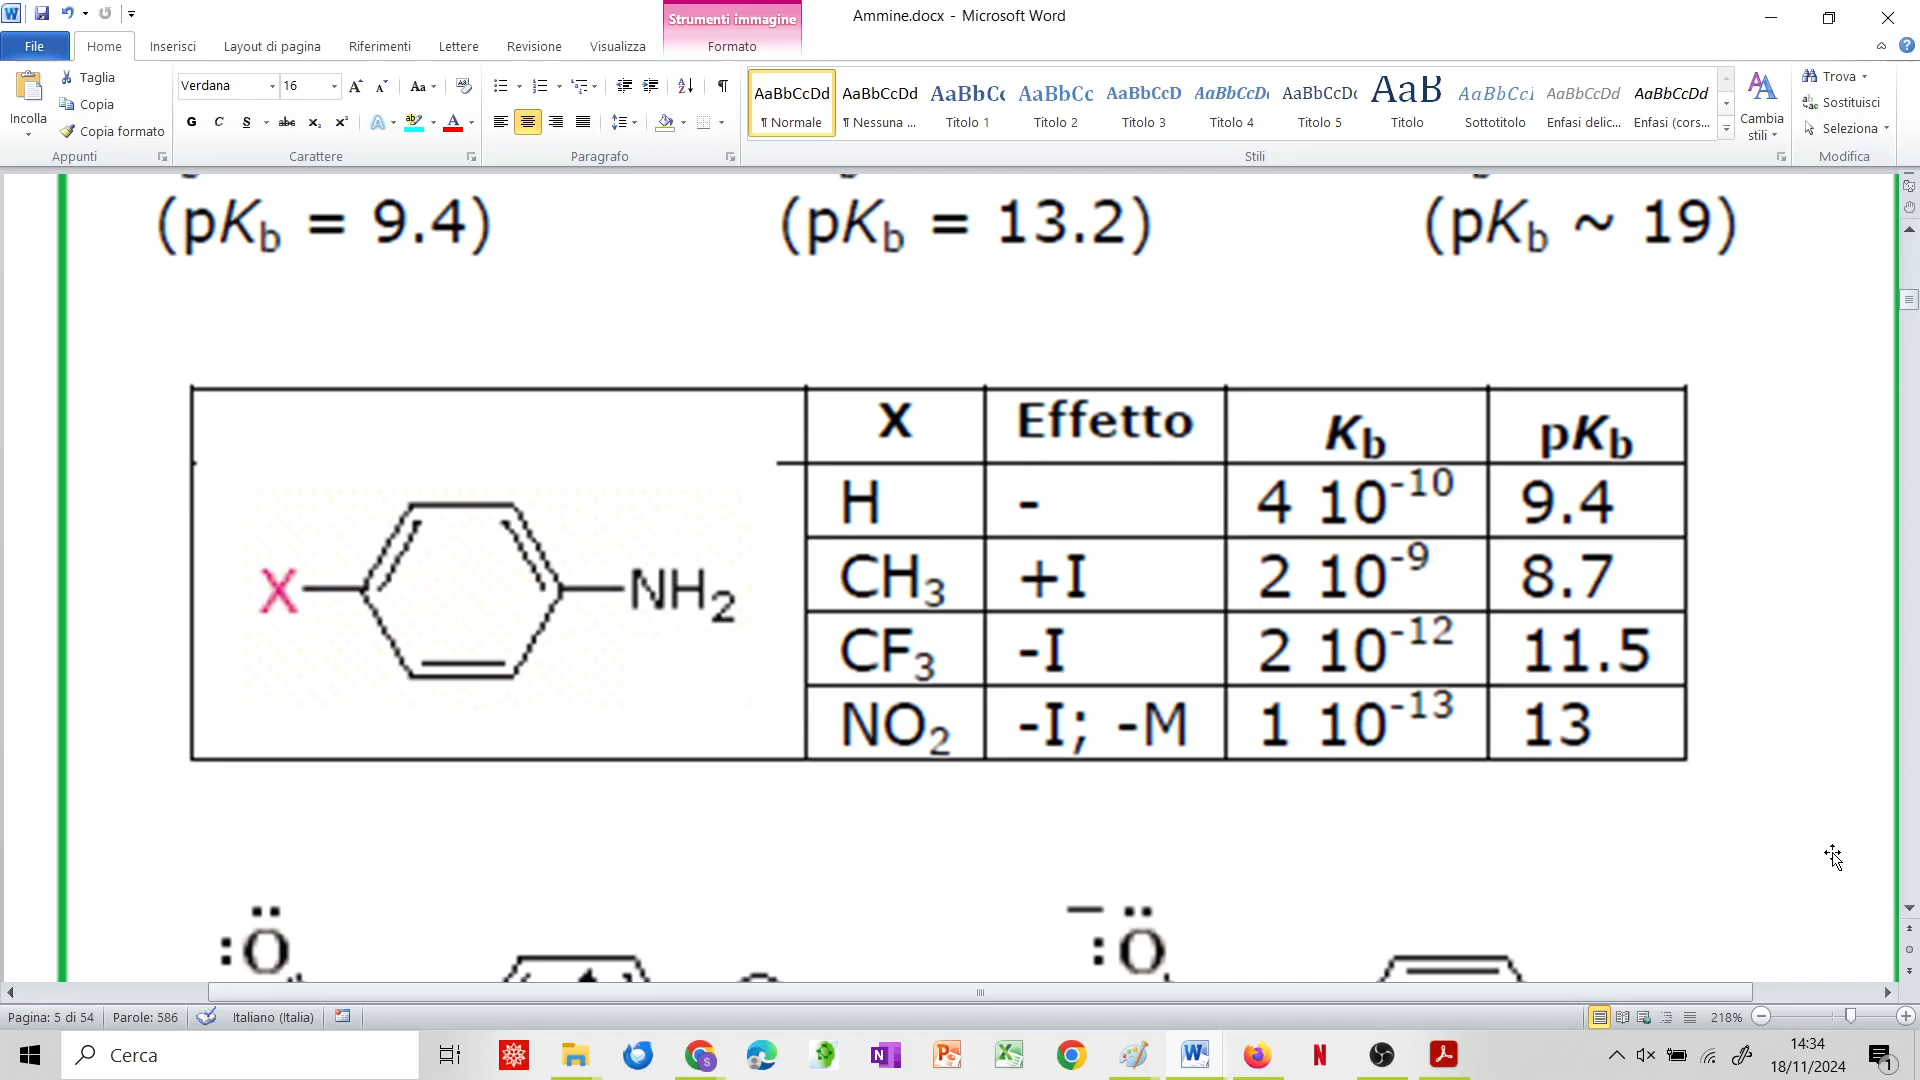 Ammine.docx - Microsoft Word
Strumenti immagine
File Home Inserisci Layout di pagina Riferimenti Lettere Revisione Visualizza Formato
Incolla
Taglia
Copia
Copia formato
Appunti
Verdana 16
G C S abc x₂ x²
Carattere
Paragrafo
AaBbCcDd AaBbCcDd AaBbCc AaBbCc AaBbCcD AaBbCcDd AaBbCcDc AaB AaBbCcI AaBbCcDd AaBbCcDd
¶ Normale ¶ Nessuna ... Titolo 1 Titolo 2 Titolo 3 Titolo 4 Titolo 5 Titolo Sottotitolo Enfasi delic... Enfasi (cors...
Stili
Cambia stili
Trova
Sostituisci
Seleziona
Modifica
(pKb = 9.4) (pKb = 13.2) (pKb ~ 19)
X Effetto Kb pKb
H - 4 10⁻¹⁰ 9.4
CH₃ +I 2 10⁻⁹ 8.7
CF₃ -I 2 10⁻¹² 11.5
NO₂ -I; -M 1 10⁻¹³ 13
X NH₂
:O :O
Pagina: 5 di 54 Parole: 586 Italiano (Italia) 218%
Cerca
14:34
18/11/2024
1